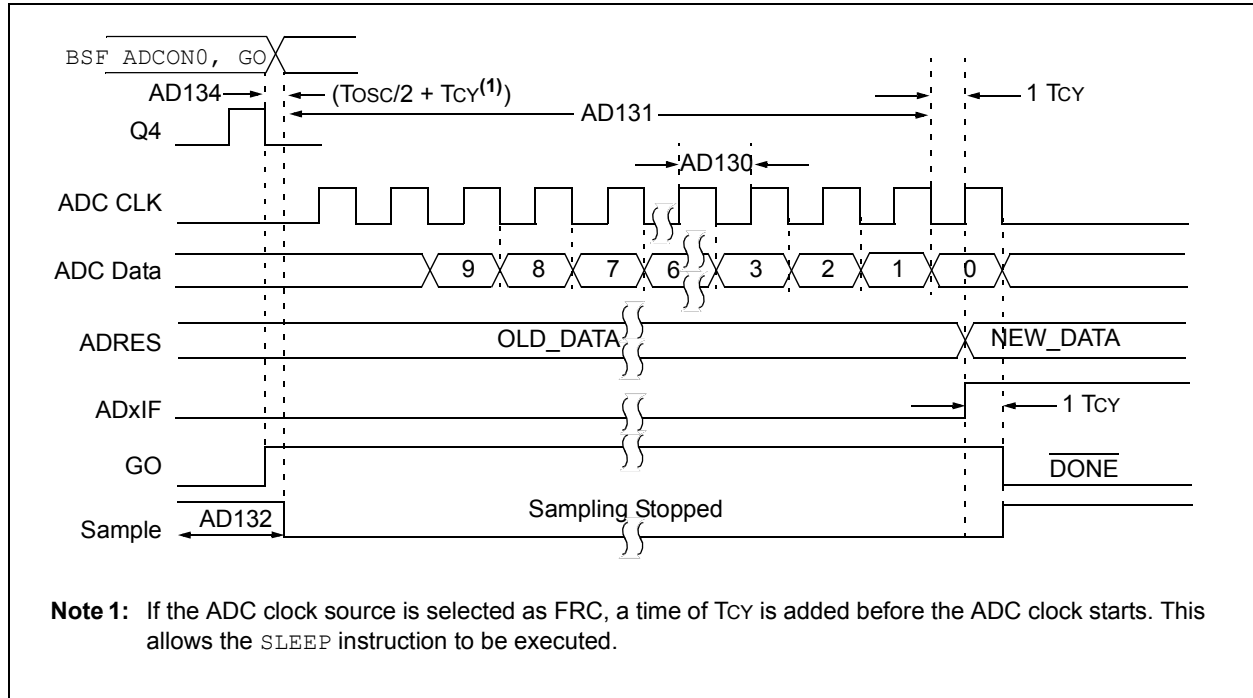 BSF ADCON0, GO
AD134
(TOSC/2 + TCY(1))
1 TCY
AD131
Q4
AD130
ADC CLK
ADC Data
9 8 7 6 3 2 1 0
ADRES
OLD_DATA
NEW_DATA
ADxIF
1 TCY
GO
DONE
Sampling Stopped
AD132
Sample
Note 1: If the ADC clock source is selected as FRC, a time of TCY is added before the ADC clock starts. This
allows the SLEEP instruction to be executed.